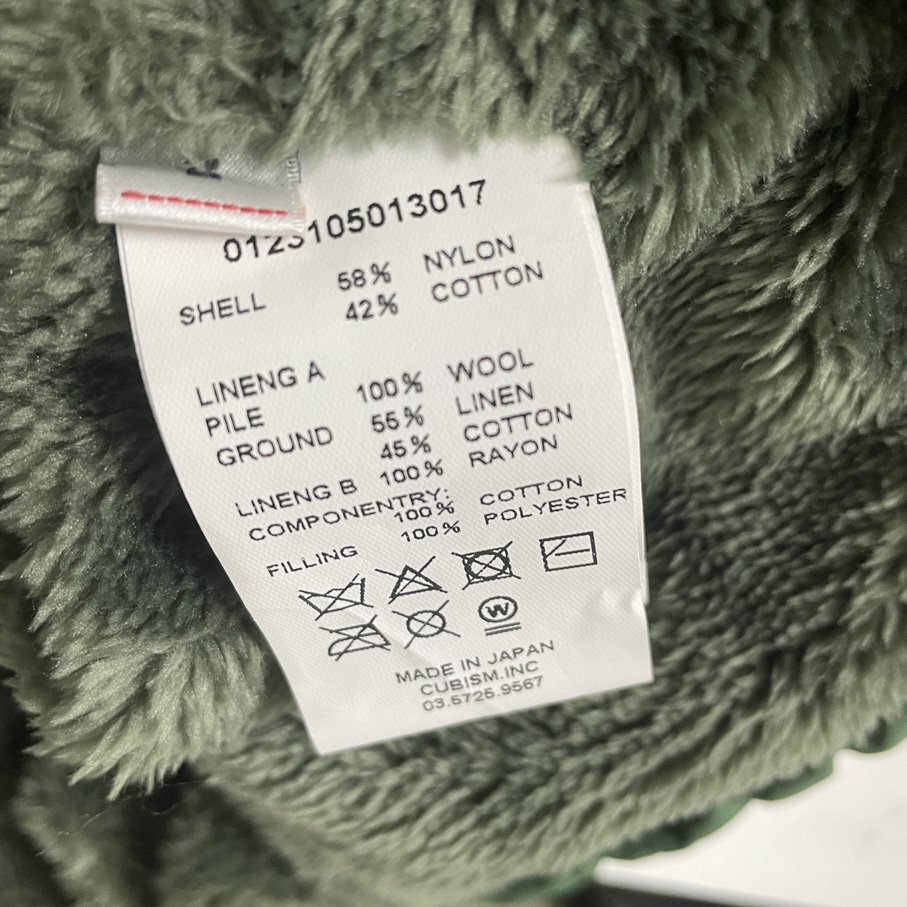 0123105013017
SHELL 58% NYLON
42% COTTON
LINENG A
PILE 100% WOOL
GROUND 55% LINEN
45% COTTON
LINENG B 100% RAYON
COMPONENTRY:
100% COTTON
FILLING 100% POLYESTER
W
MADE IN JAPAN
CUBISM.INC
03.5725.9567